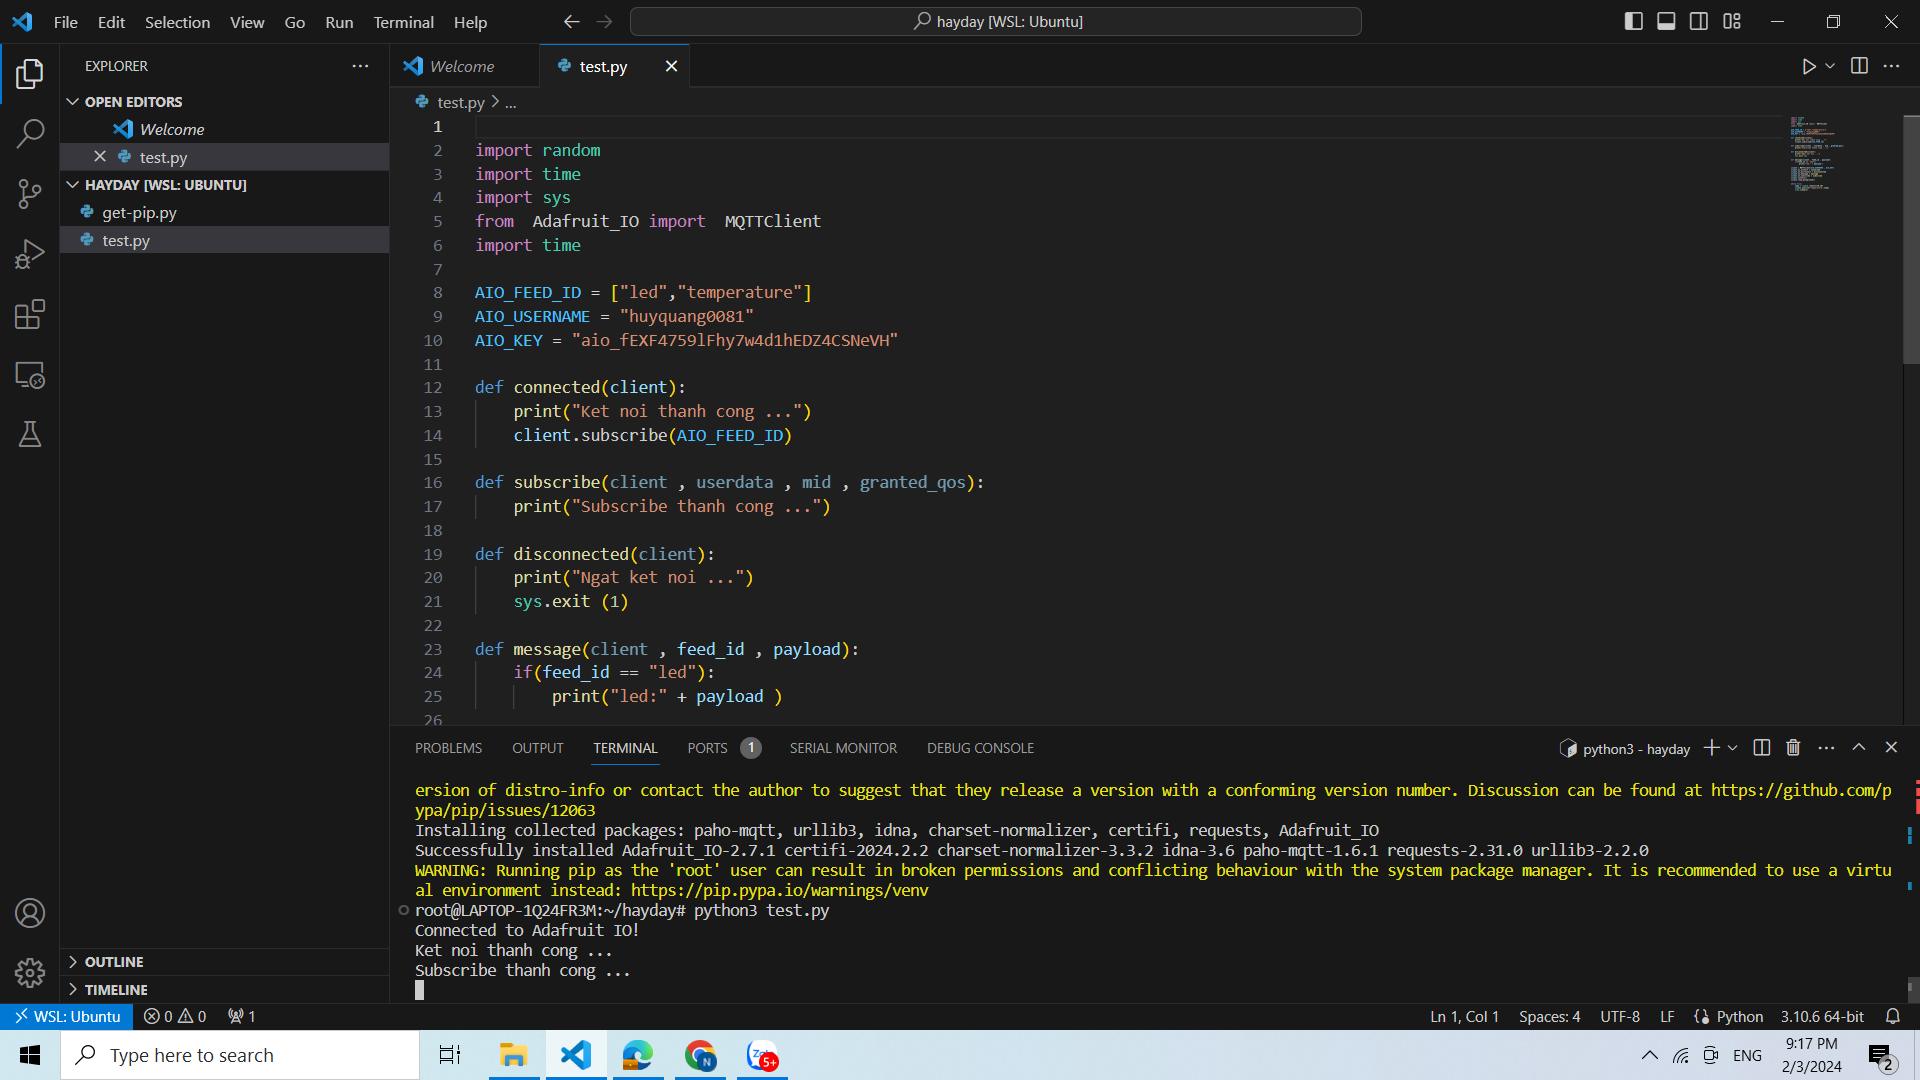 File Edit Selection View Go Run Terminal Help
hayday [WSL: Ubuntu]
EXPLORER
OPEN EDITORS
Welcome
test.py
HAYDAY [WSL: UBUNTU]
get-pip.py
test.py
OUTLINE
TIMELINE
Welcome
test.py
test.py > ...
1
2 import random
3 import time
4 import sys
5 from  Adafruit_IO import  MQTTClient
6 import time
7
8 AIO_FEED_ID = ["led","temperature"]
9 AIO_USERNAME = "huyquang0081"
10 AIO_KEY = "aio_fEXF4759lFhy7w4d1hEDZ4CSNeVH"
11
12 def connected(client):
13 print("Ket noi thanh cong ...")
14 client.subscribe(AIO_FEED_ID)
15
16 def subscribe(client , userdata , mid , granted_qos):
17 print("Subscribe thanh cong ...")
18
19 def disconnected(client):
20 print("Ngat ket noi ...")
21 sys.exit (1)
22
23 def message(client , feed_id , payload):
24 if(feed_id == "led"):
25 print("led:" + payload )
26
PROBLEMS OUTPUT TERMINAL PORTS 1 SERIAL MONITOR DEBUG CONSOLE
python3 - hayday
ersion of distro-info or contact the author to suggest that they release a version with a conforming version number. Discussion can be found at https://github.com/p
ypa/pip/issues/12063
Installing collected packages: paho-mqtt, urllib3, idna, charset-normalizer, certifi, requests, Adafruit_IO
Successfully installed Adafruit_IO-2.7.1 certifi-2024.2.2 charset-normalizer-3.3.2 idna-3.6 paho-mqtt-1.6.1 requests-2.31.0 urllib3-2.2.0
WARNING: Running pip as the 'root' user can result in broken permissions and conflicting behaviour with the system package manager. It is recommended to use a virtu
al environment instead: https://pip.pypa.io/warnings/venv
root@LAPTOP-1Q24FR3M:~/hayday# python3 test.py
Connected to Adafruit IO!
Ket noi thanh cong ...
Subscribe thanh cong ...
WSL: Ubuntu 0 0 1
Ln 1, Col 1 Spaces: 4 UTF-8 LF Python 3.10.6 64-bit
Type here to search
N
5+
ENG
9:17 PM
2/3/2024
2